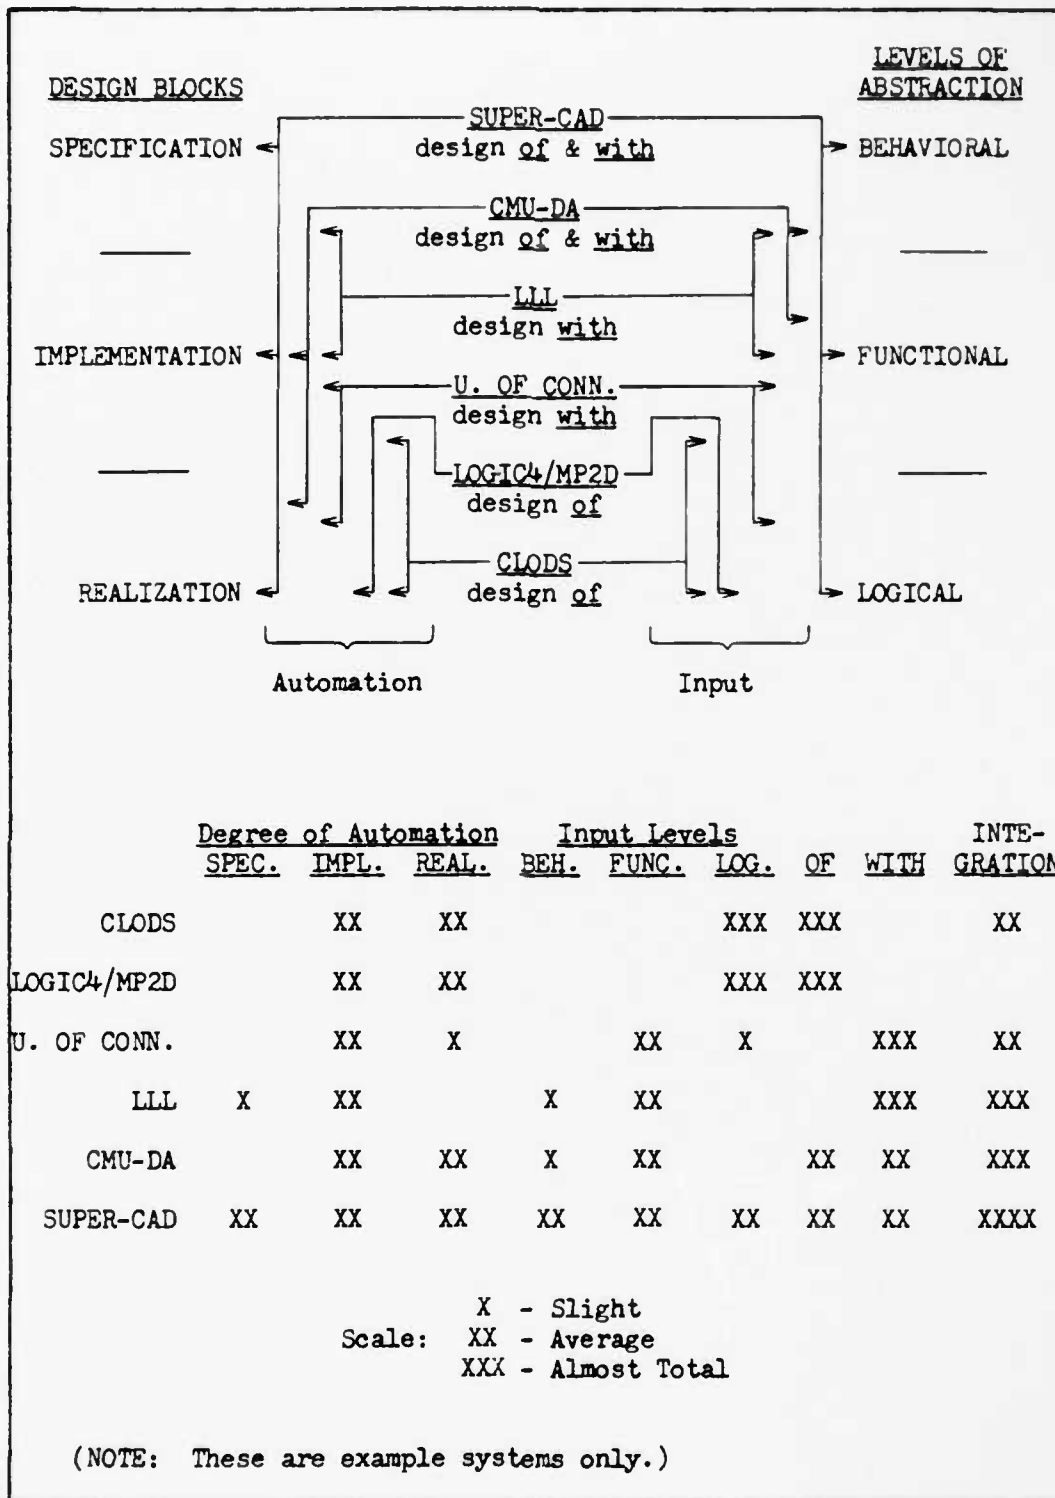 LEVELS OF
DESIGN BLOCKS ABSTRACTION
SUPER-CAD
SPECIFICATION design of & with BEHAVIORAL
CMU-DA
design of & with
LLL
design with
IMPLEMENTATION FUNCTIONAL
U. OF CONN.
design with
LOGIC4/MP2D
design of
CLODS
REALIZATION design of LOGICAL
Automation Input
Degree of Automation Input Levels INTE-
SPEC. IMPL. REAL. BEH. FUNC. LOG. OF WITH GRATION
CLODS XX XX XXX XXX XX
LOGIC4/MP2D XX XX XXX XXX
U. OF CONN. XX X XX X XXX XX
LLL X XX X XX XXX XXX
CMU-DA XX XX X XX XX XX XXX
SUPER-CAD XX XX XX XX XX XX XX XX XXXX
X - Slight
Scale: XX - Average
XXX - Almost Total
(NOTE: These are example systems only.)